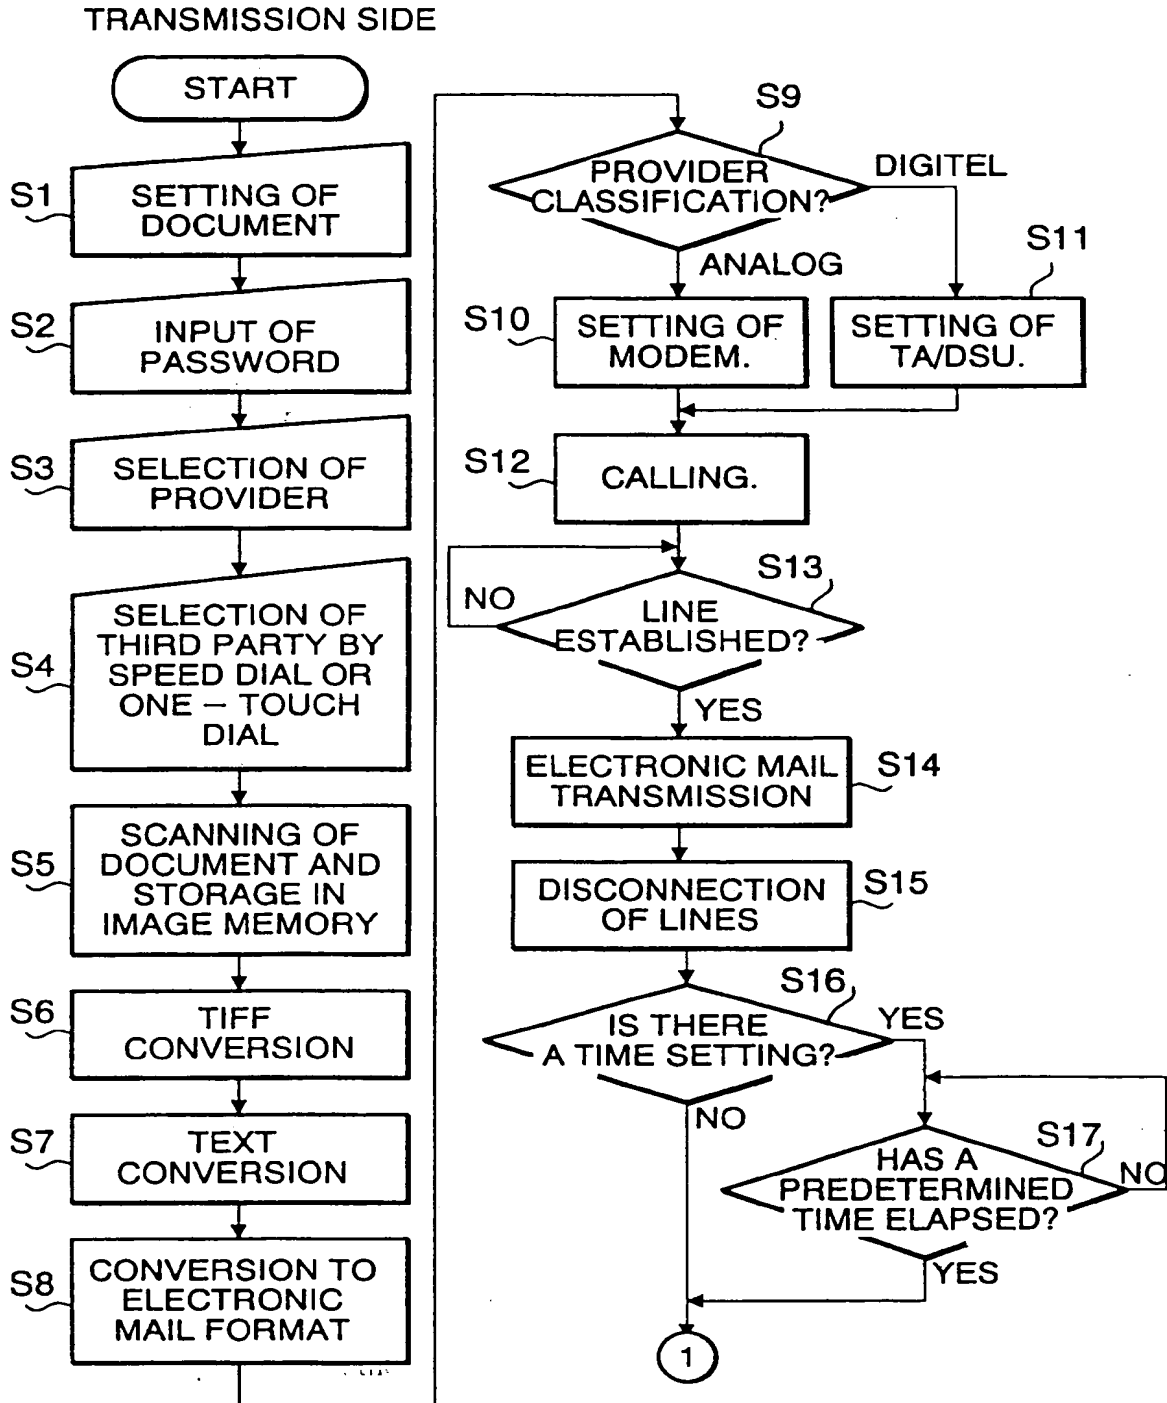 TRANSMISSION SIDE
START
S1
SETTING OF
DOCUMENT
S2
INPUT OF
PASSWORD
S3
SELECTION OF
PROVIDER
S4
SELECTION OF
THIRD PARTY BY
SPEED DIAL OR
ONE – TOUCH
DIAL
S5
SCANNING OF
DOCUMENT AND
STORAGE IN
IMAGE MEMORY
S6
TIFF
CONVERSION
S7
TEXT
CONVERSION
S8
CONVERSION TO
ELECTRONIC
MAIL FORMAT
S9
PROVIDER
CLASSIFICATION?
DIGITEL
ANALOG
S10
SETTING OF
MODEM.
S11
SETTING OF
TA/DSU.
S12
CALLING.
S13
NO
LINE
ESTABLISHED?
YES
ELECTRONIC MAIL
TRANSMISSION
S14
DISCONNECTION
OF LINES
S15
S16
IS THERE
A TIME SETTING?
YES
NO
S17
HAS A
PREDETERMINED
TIME ELAPSED?
NO
YES
1